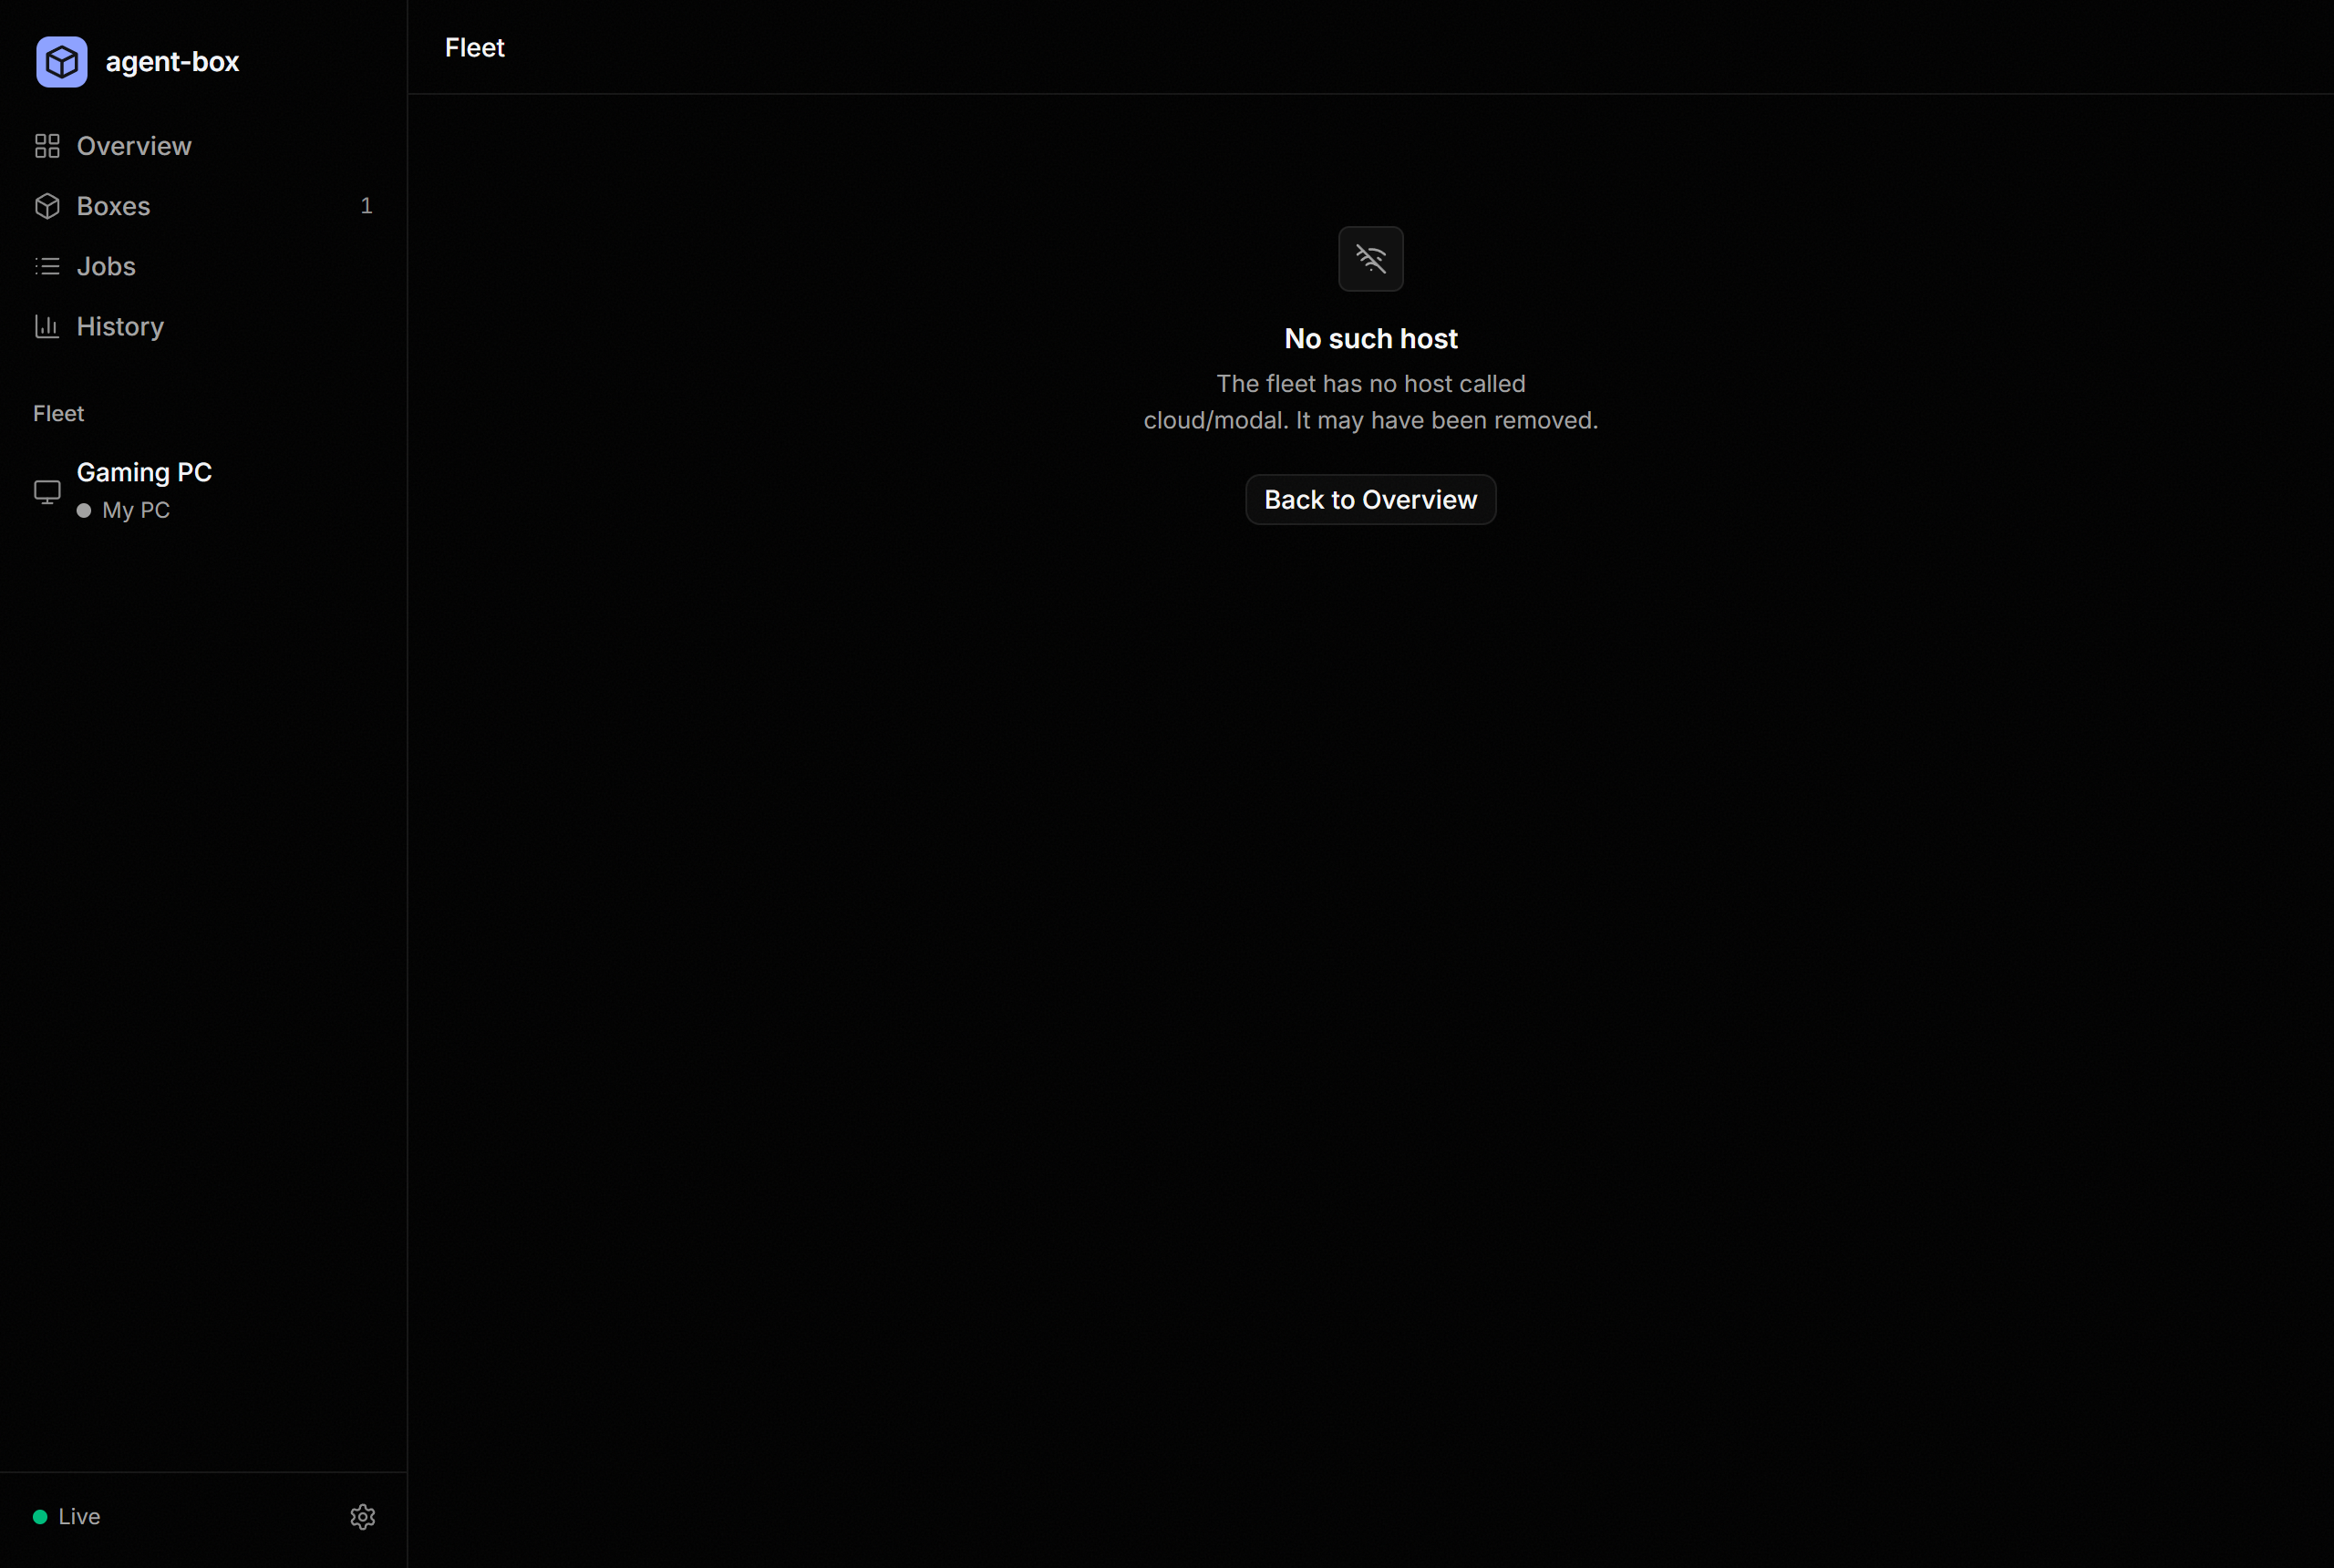 agent-box
Overview
Boxes 1
Jobs
History
Fleet
Gaming PC
My PC
Live
Fleet
No such host
The fleet has no host called
cloud/modal. It may have been removed.
Back to Overview